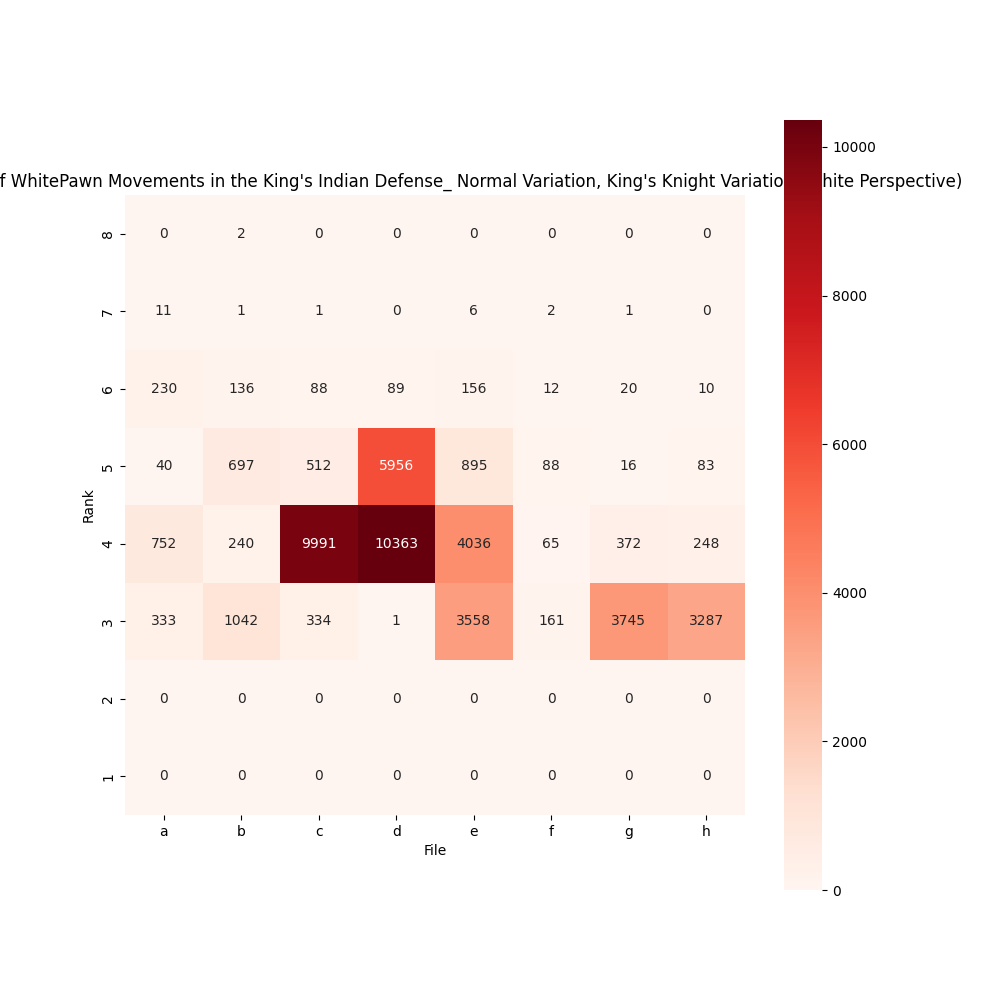 f WhitePawn Movements in the King's Indian Defense_ Normal Variation, King's Knight Variatio hite Perspective)
8 0 2 0 0 0 0 0 0
7 11 1 1 0 6 2 1 0
6 230 136 88 89 156 12 20 10
5 40 697 512 5956 895 88 16 83
4 752 240 9991 10363 4036 65 372 248
3 333 1042 334 1 3558 161 3745 3287
2 0 0 0 0 0 0 0 0
1 0 0 0 0 0 0 0 0
a b c d e f g h
Rank
File
10000
8000
6000
4000
2000
0